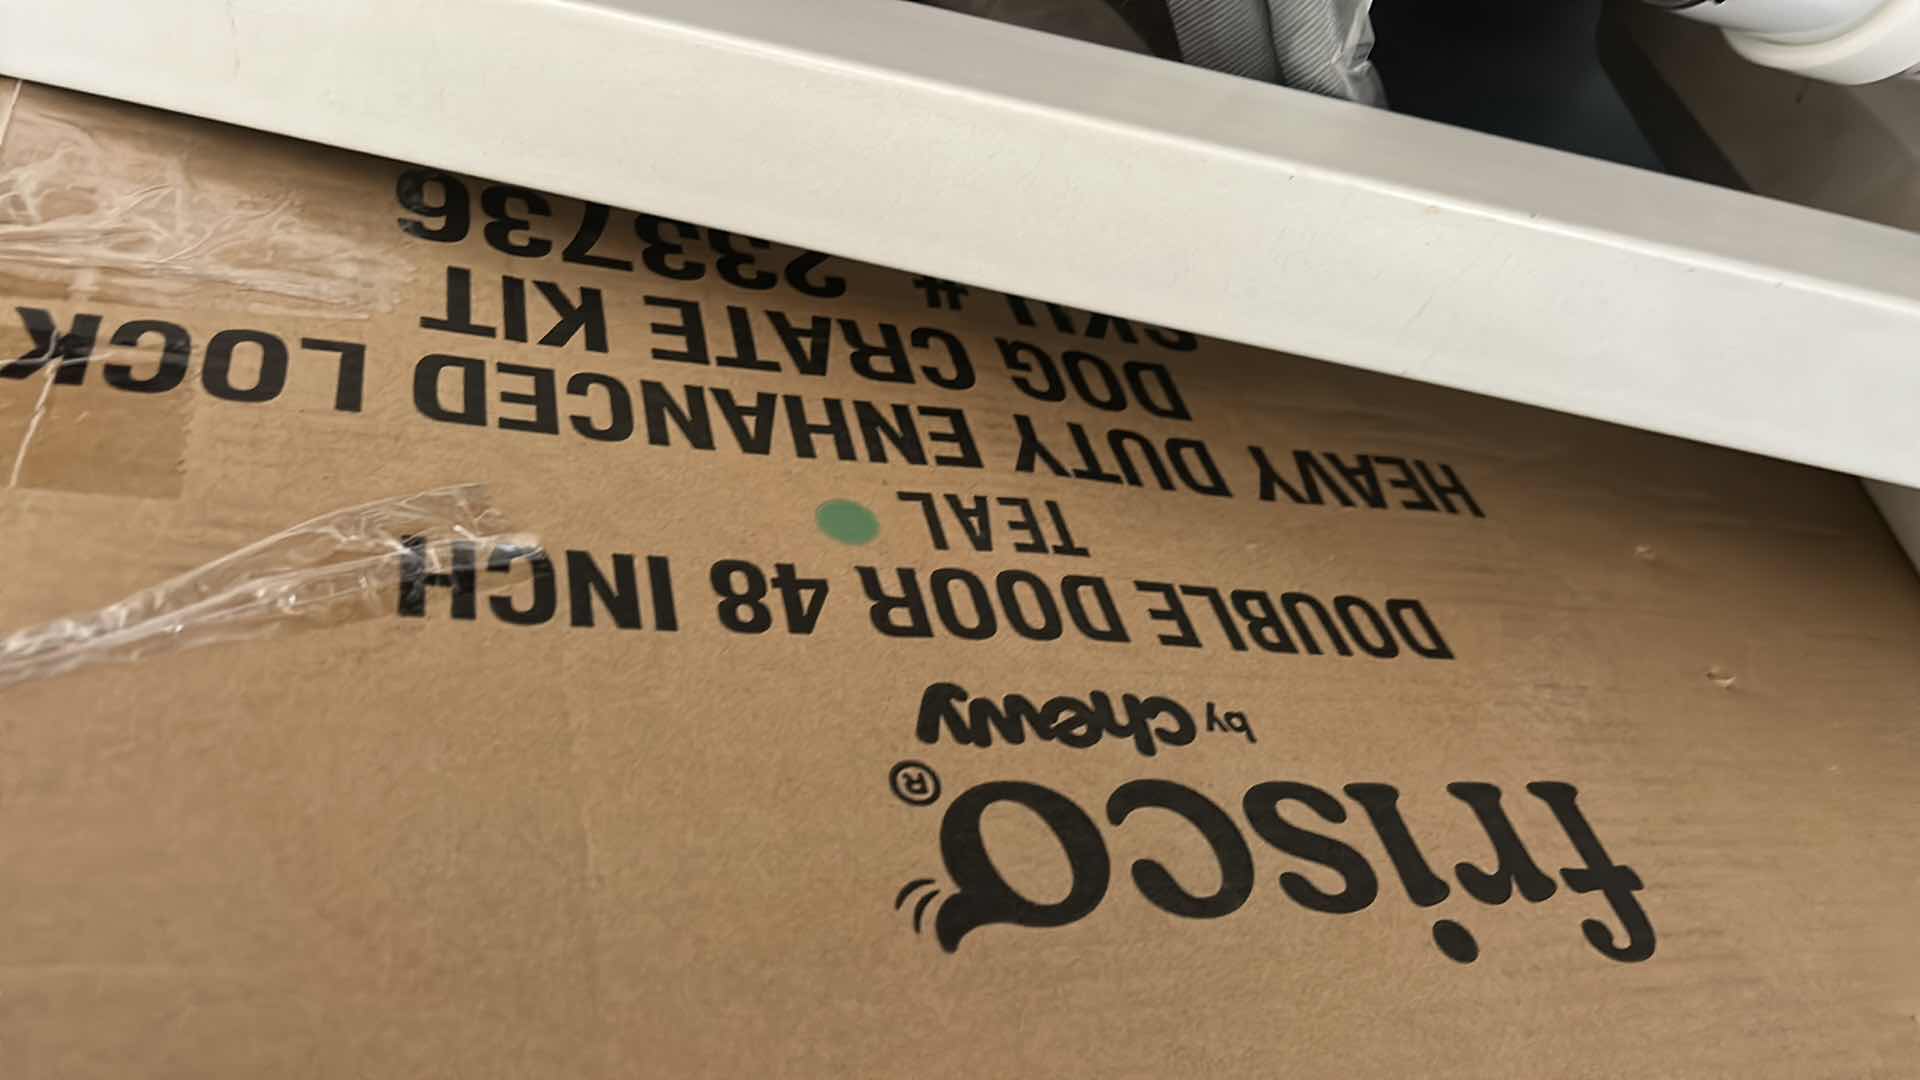 frisco®
by chewy
DOUBLE DOOR 48 INCH
TEAL
HEAVY DUTY ENHANCED LOCK
DOG CRATE KIT
SKU # 233736